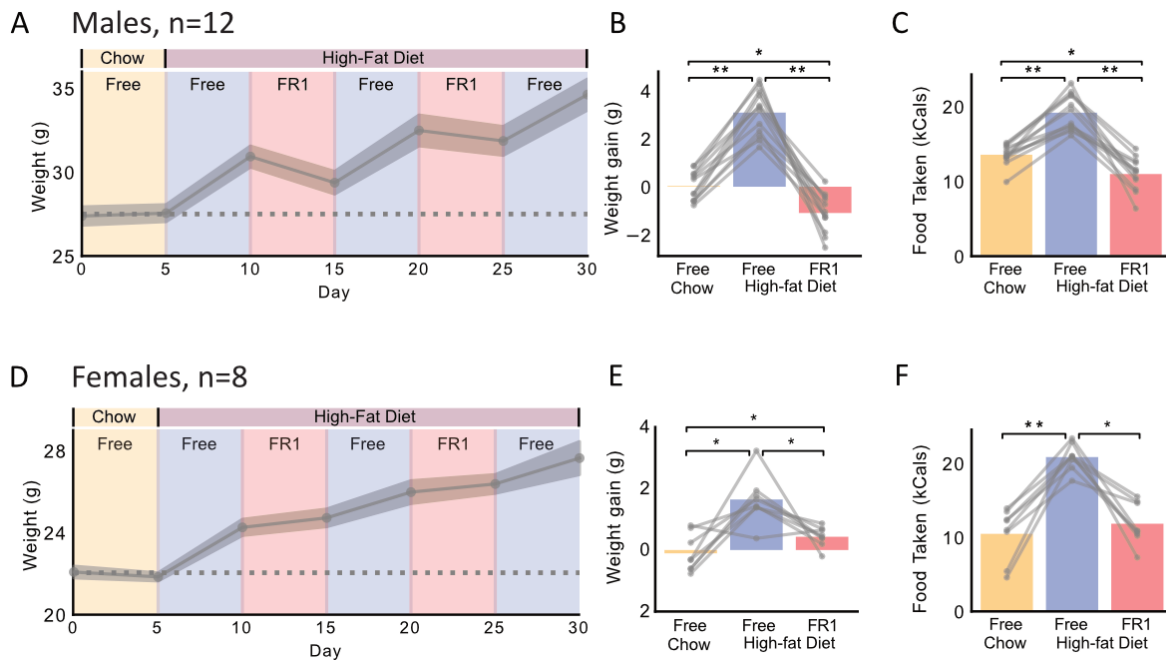 A Males, n=12
Chow High-Fat Diet
Free Free FR1 Free FR1 Free
35
30
25
Weight (g)
0 5 10 15 20 25 30
Day
B
*
** **
4
2
0
−2
Weight gain (g)
Free Free FR1
Chow High-fat Diet
C
*
** **
20
10
0
Food Taken (kCals)
Free Free FR1
Chow High-fat Diet
D Females, n=8
Chow High-Fat Diet
Free Free FR1 Free FR1 Free
28
24
20
Weight (g)
0 5 10 15 20 25 30
Day
E
*
* *
4
2
0
2
Weight gain (g)
Free Free FR1
Chow High-fat Diet
F
** *
20
10
0
Food Taken (kCals)
Free Free FR1
Chow High-fat Diet